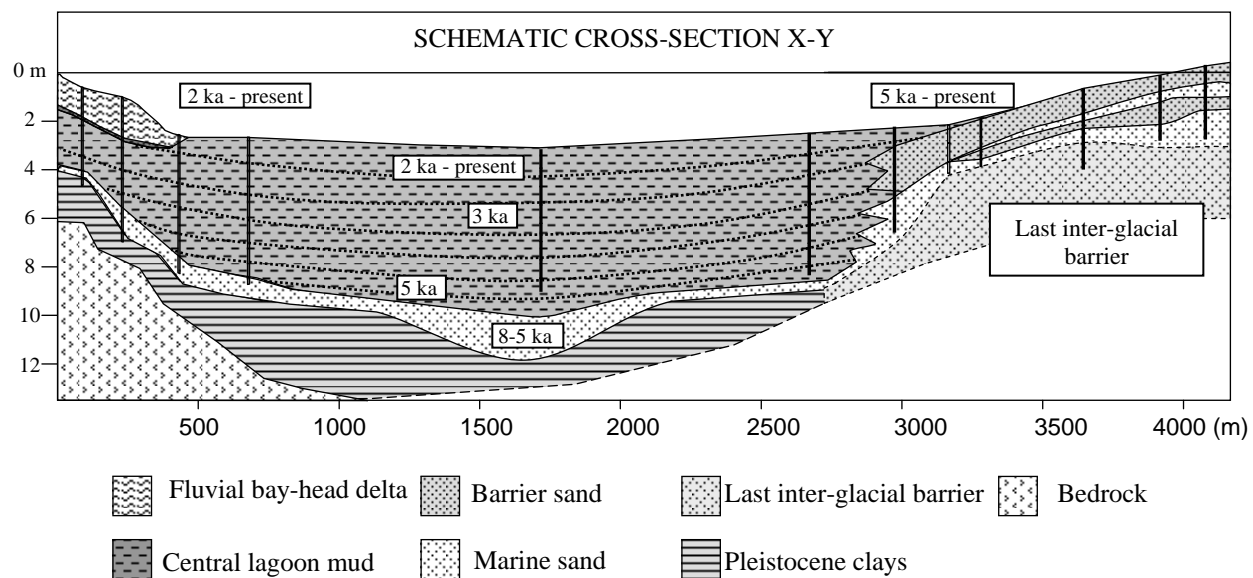 SCHEMATIC CROSS-SECTION X-Y
0 m
2 ka - present
5 ka - present
2
2 ka - present
4
3 ka
6
Last inter-glacial
barrier
8
5 ka
10
8-5 ka
12
500 1000 1500 2000 2500 3000 3500 4000 (m)
Fluvial bay-head delta Barrier sand Last inter-glacial barrier Bedrock
Central lagoon mud Marine sand Pleistocene clays